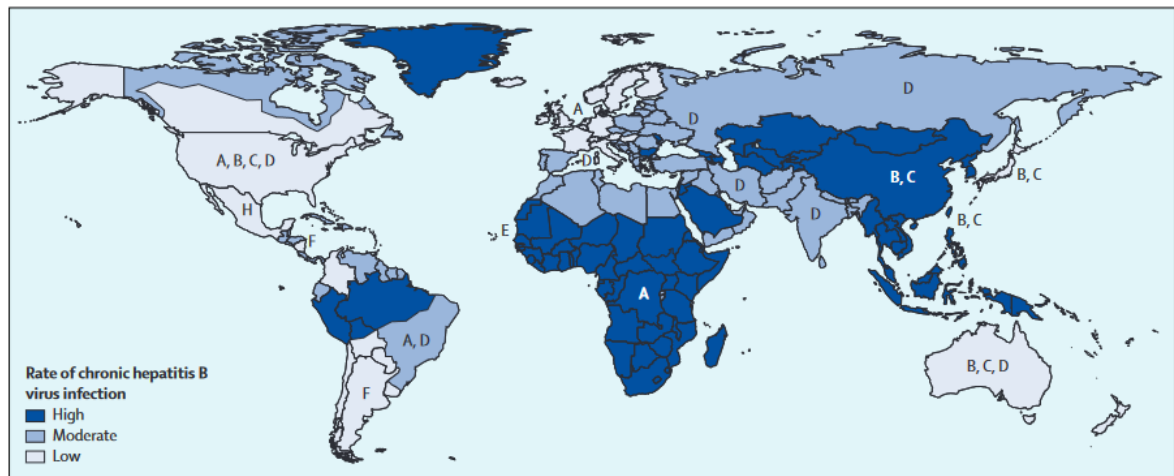 A
D
D
A, B, C, D
D
D
B, C
B, C
H
D
B, C
E
F
A
A, D
B, C, D
F
Rate of chronic hepatitis B
virus infection
High
Moderate
Low